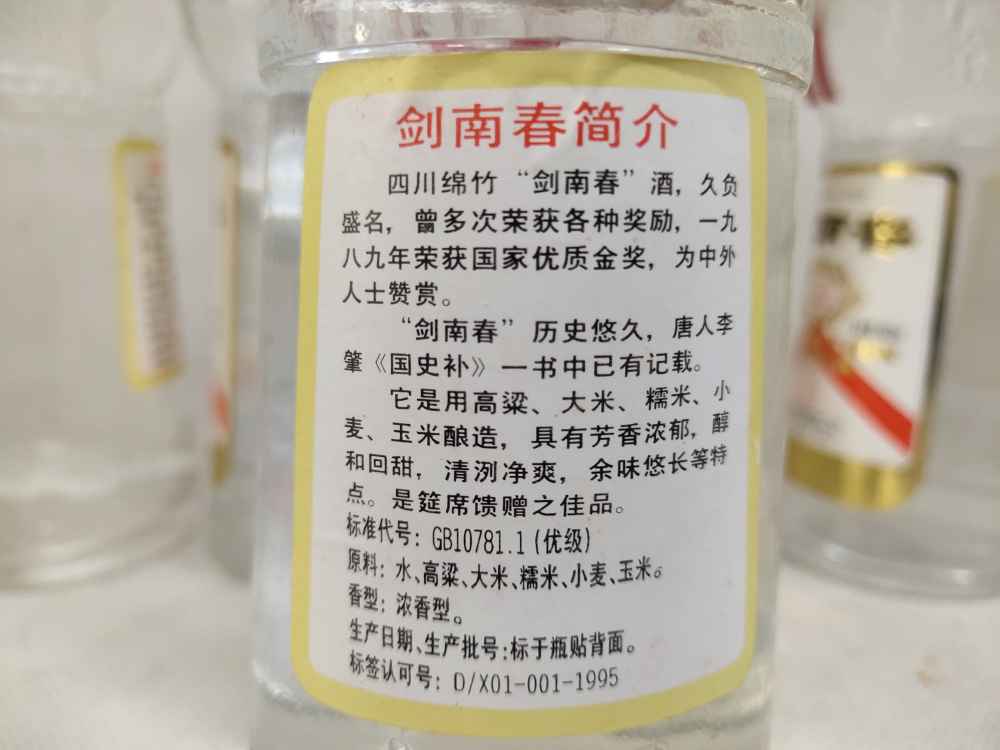 剑南春简介
四川绵竹“剑南春”酒，久负
盛名，曾多次荣获各种奖励，一九
八九年荣获国家优质金奖，为中外
人士赞赏。
“剑南春”历史悠久，唐人李
肇《国史补》一书中已有记载。
它是用高粱、大米、糯米、小
麦、玉米酿造，具有芳香浓郁，醇
和回甜，清洌净爽，余味悠长等特
点。是筵席馈赠之佳品。
标准代号：GB10781.1(优级)
原料：水、高粱、大米、糯米、小麦、玉米。
香型：浓香型。
生产日期、生产批号：标于瓶贴背面。
标签认可号：D/X01-001-1995